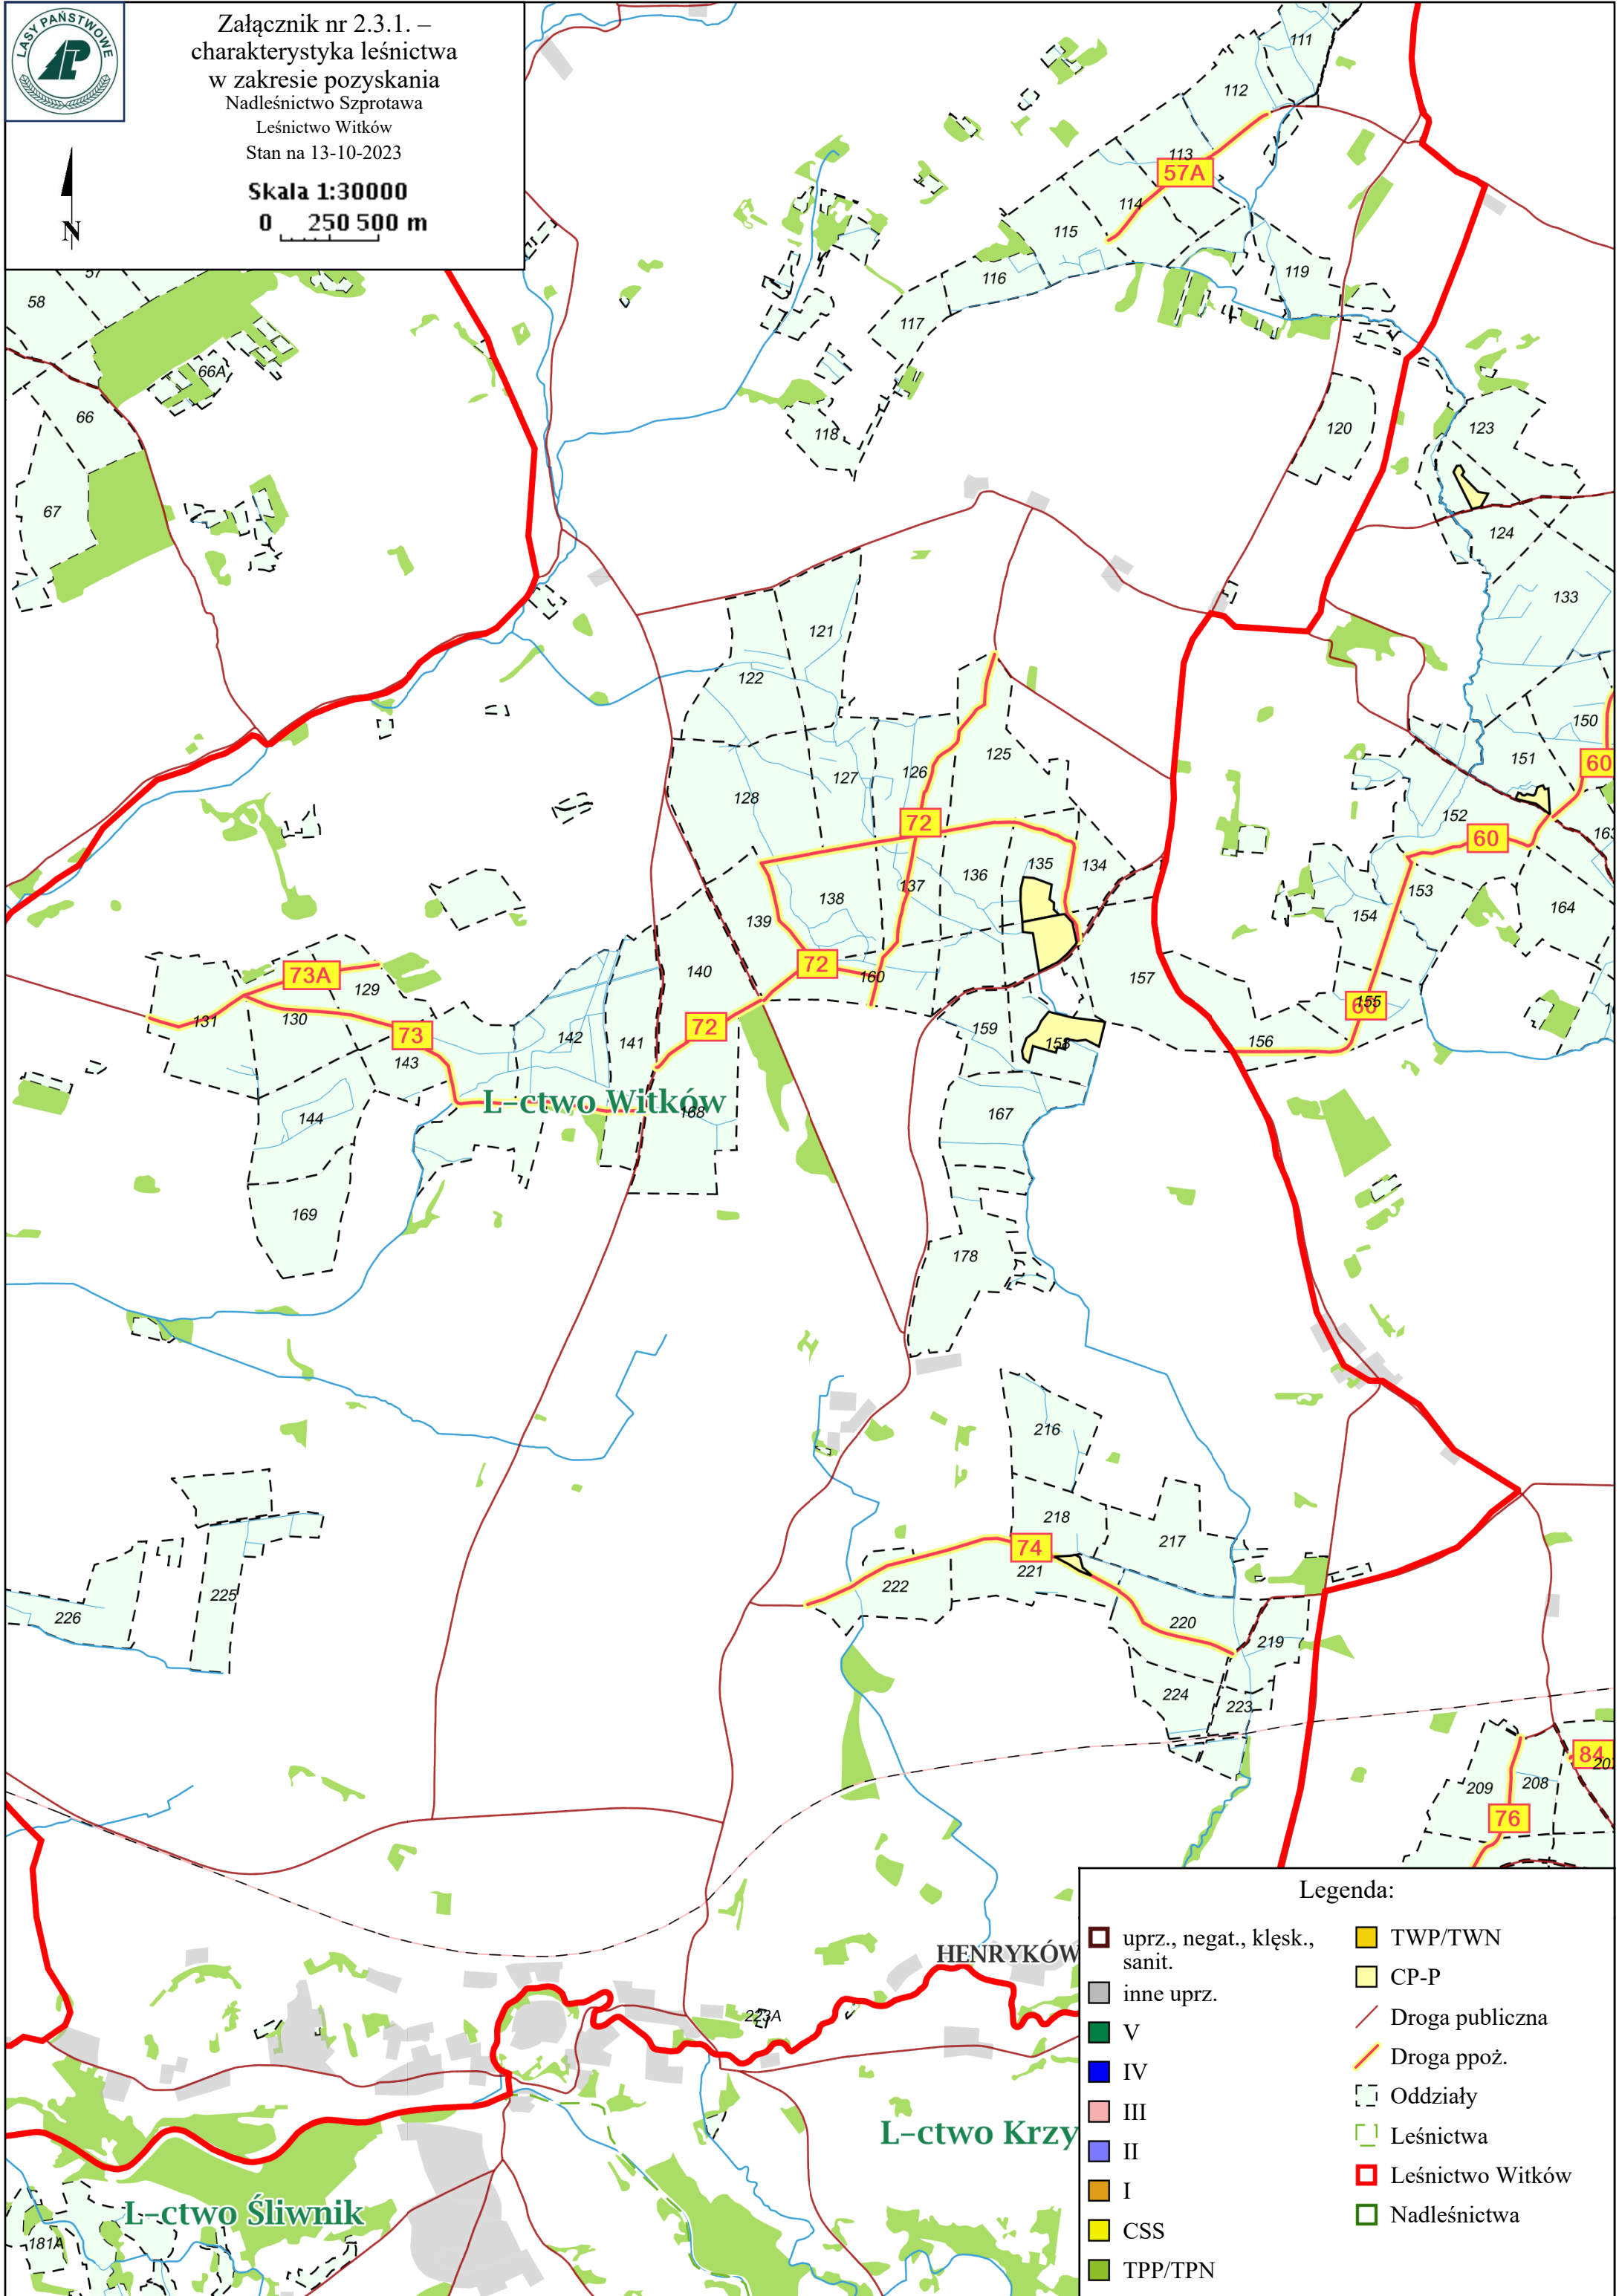 LASY PAŃSTWOWE
Załącznik nr 2.3.1. –
charakterystyka leśnictwa
w zakresie pozyskania
Nadleśnictwo Szprotawa
Leśnictwo Witków
Stan na 13-10-2023
Skala 1:30000
0 250 500 m
N
111
112
113
57A
114
115
116
119
117
118
120
123
124
133
57
58
66A
66
67
121
122
125
126
127
128
72
150
60
151
152
60
153
154
164
135
134
136
137
138
139
72
160
140
157
155
156
73A
129
131
130
73
143
142
141
72
159
158
L-ctwo Witków
168
167
144
169
178
216
218
217
74
221
222
220
219
224
223
225
226
209
208
84
76
HENRYKÓW
223A
L-ctwo Krzy
L-ctwo Śliwnik
181A
Legenda:
uprz., negat., klęsk.,
sanit.
inne uprz.
V
IV
III
II
I
CSS
TPP/TPN
TWP/TWN
CP-P
Droga publiczna
Droga ppoż.
Oddziały
Leśnictwa
Leśnictwo Witków
Nadleśnictwa